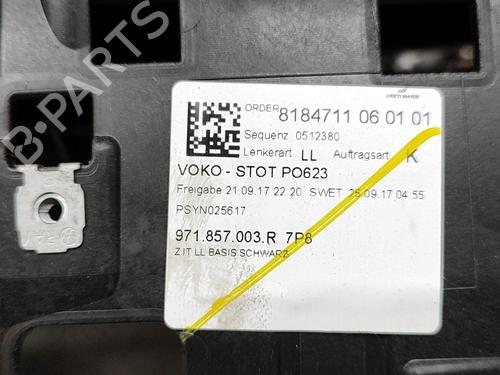 ORDER 8184711 06 01 01
Sequenz 0512380
Lenkerart LL Auftragsart K
VOKO - STOT PO623
Freigabe 21.09.17 22.20 SWET 25.09.17 04:55
PSYN025617
971.857.003.R 7P8
Z IT LL BASIS SCHWARZ
B-PARTS